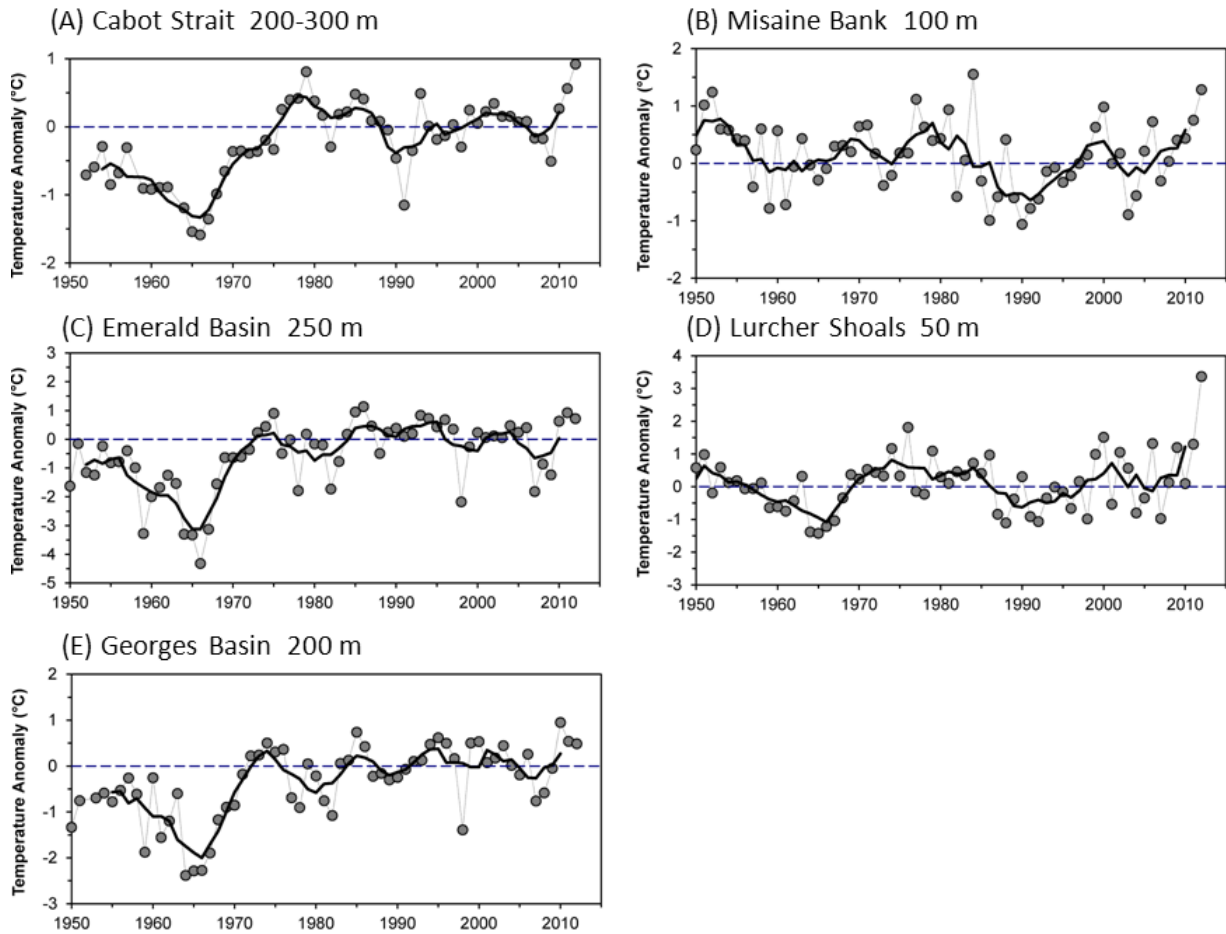 (A) Cabot Strait 200-300 m
Temperature Anomaly (°C)
1
0
-1
-2
1950 1960 1970 1980 1990 2000 2010
(B) Misaine Bank 100 m
Temperature Anomaly (°C)
2
1
0
-1
-2
1950 1960 1970 1980 1990 2000 2010
(C) Emerald Basin 250 m
Temperature Anomaly (°C)
3
2
1
0
-1
-2
-3
-4
-5
1950 1960 1970 1980 1990 2000 2010
(D) Lurcher Shoals 50 m
Temperature Anomaly (°C)
4
3
2
1
0
-1
-2
-3
1950 1960 1970 1980 1990 2000 2010
(E) Georges Basin 200 m
Temperature Anomaly (°C)
2
1
0
-1
-2
-3
1950 1960 1970 1980 1990 2000 2010